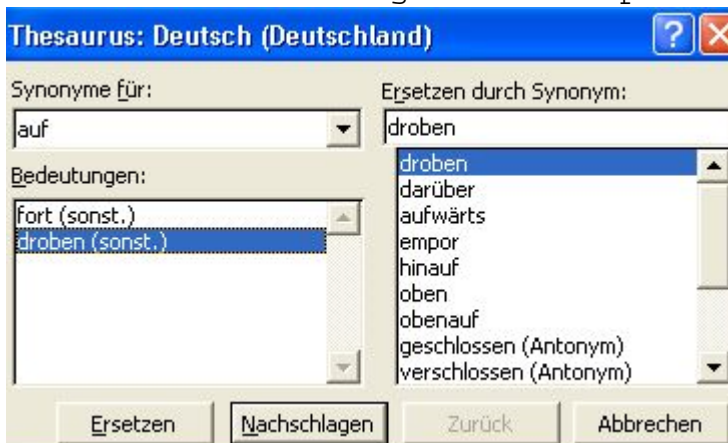 Thesaurus: Deutsch (Deutschland)
Synonyme für:
auf
Bedeutungen:
fort (sonst.)
droben (sonst.)
Ersetzen durch Synonym:
droben
droben
darüber
aufwärts
empor
hinauf
oben
obenauf
geschlossen (Antonym)
verschlossen (Antonym)
Ersetzen
Nachschlagen
Zurück
Abbrechen